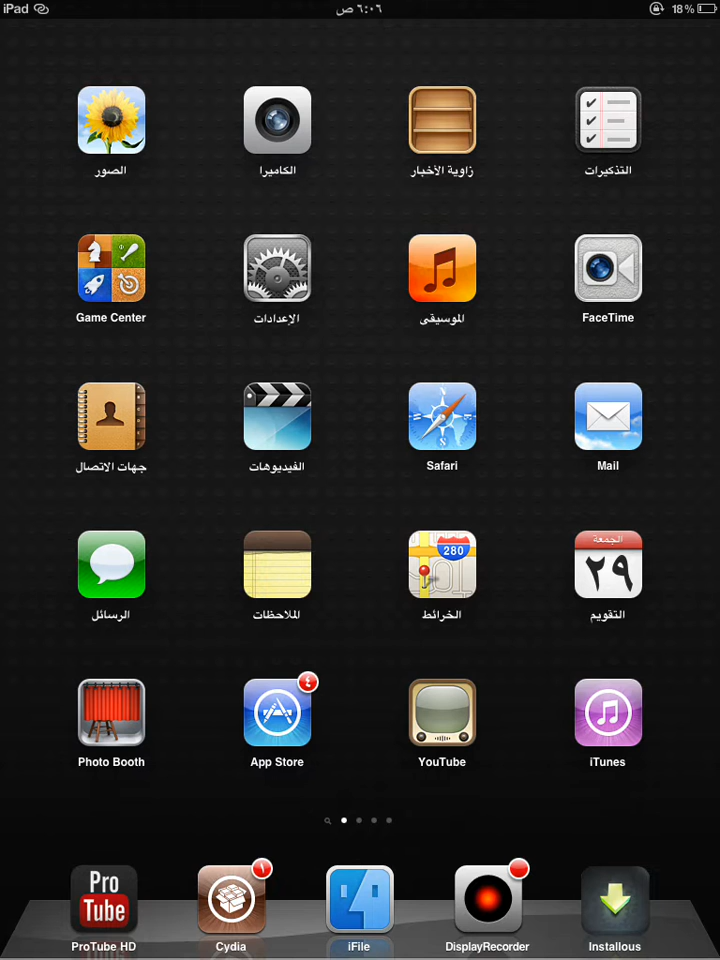 iPad
٦:٠٦ ص
18%
الصور
الكاميرا
زاوية الأخبار
التذكيرات
Game Center
الإعدادات
الموسيقى
FaceTime
جهات الاتصال
الفيديوهات
Safari
Mail
280
الجمعة
٢٩
الرسائل
الملاحظات
الخرائط
التقويم
Photo Booth
App Store
YouTube
iTunes
Pro
Tube
١
ProTube HD
Cydia
iFile
DisplayRecorder
Installous